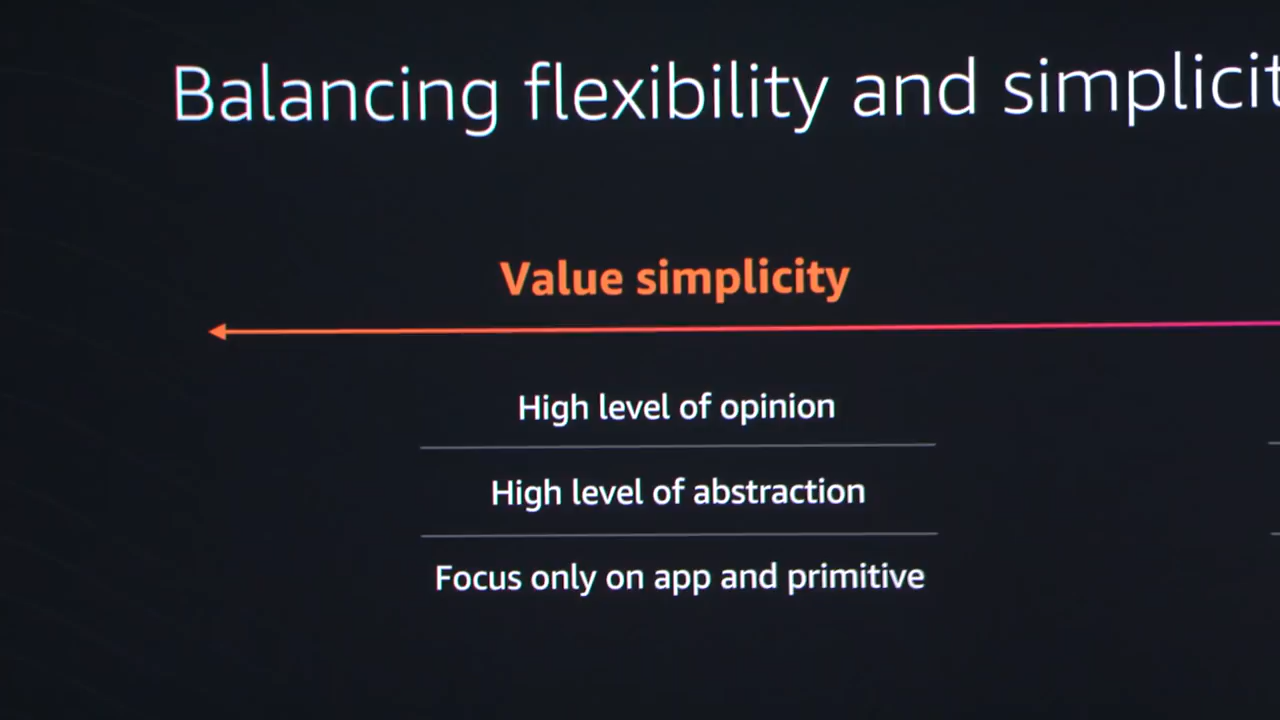 Balancing flexibility and simplicit
Value simplicity
High level of opinion
High level of abstraction
Focus only on app and primitive